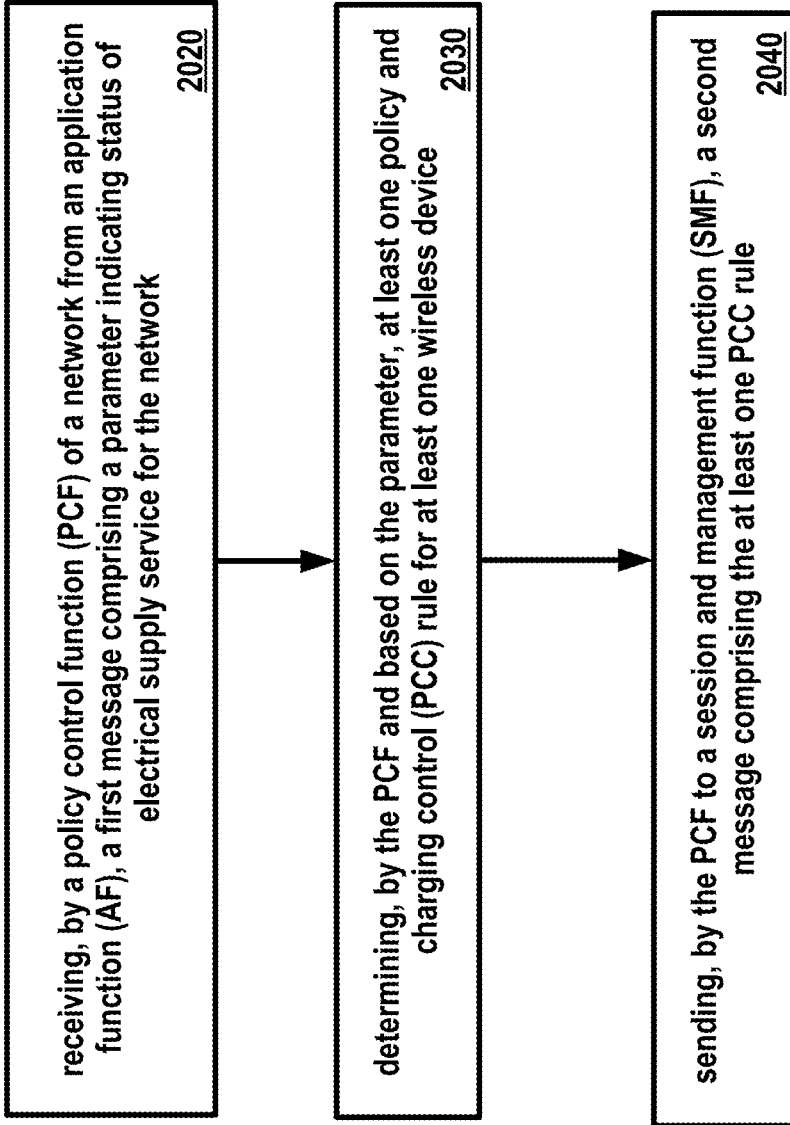 receiving, by a policy control function (PCF) of a network from an application
function (AF), a first message comprising a parameter indicating status of
electrical supply service for the network
2020
determining, by the PCF and based on the parameter, at least one policy and
charging control (PCC) rule for at least one wireless device
2030
sending, by the PCF to a session and management function (SMF), a second
message comprising the at least one PCC rule
2040